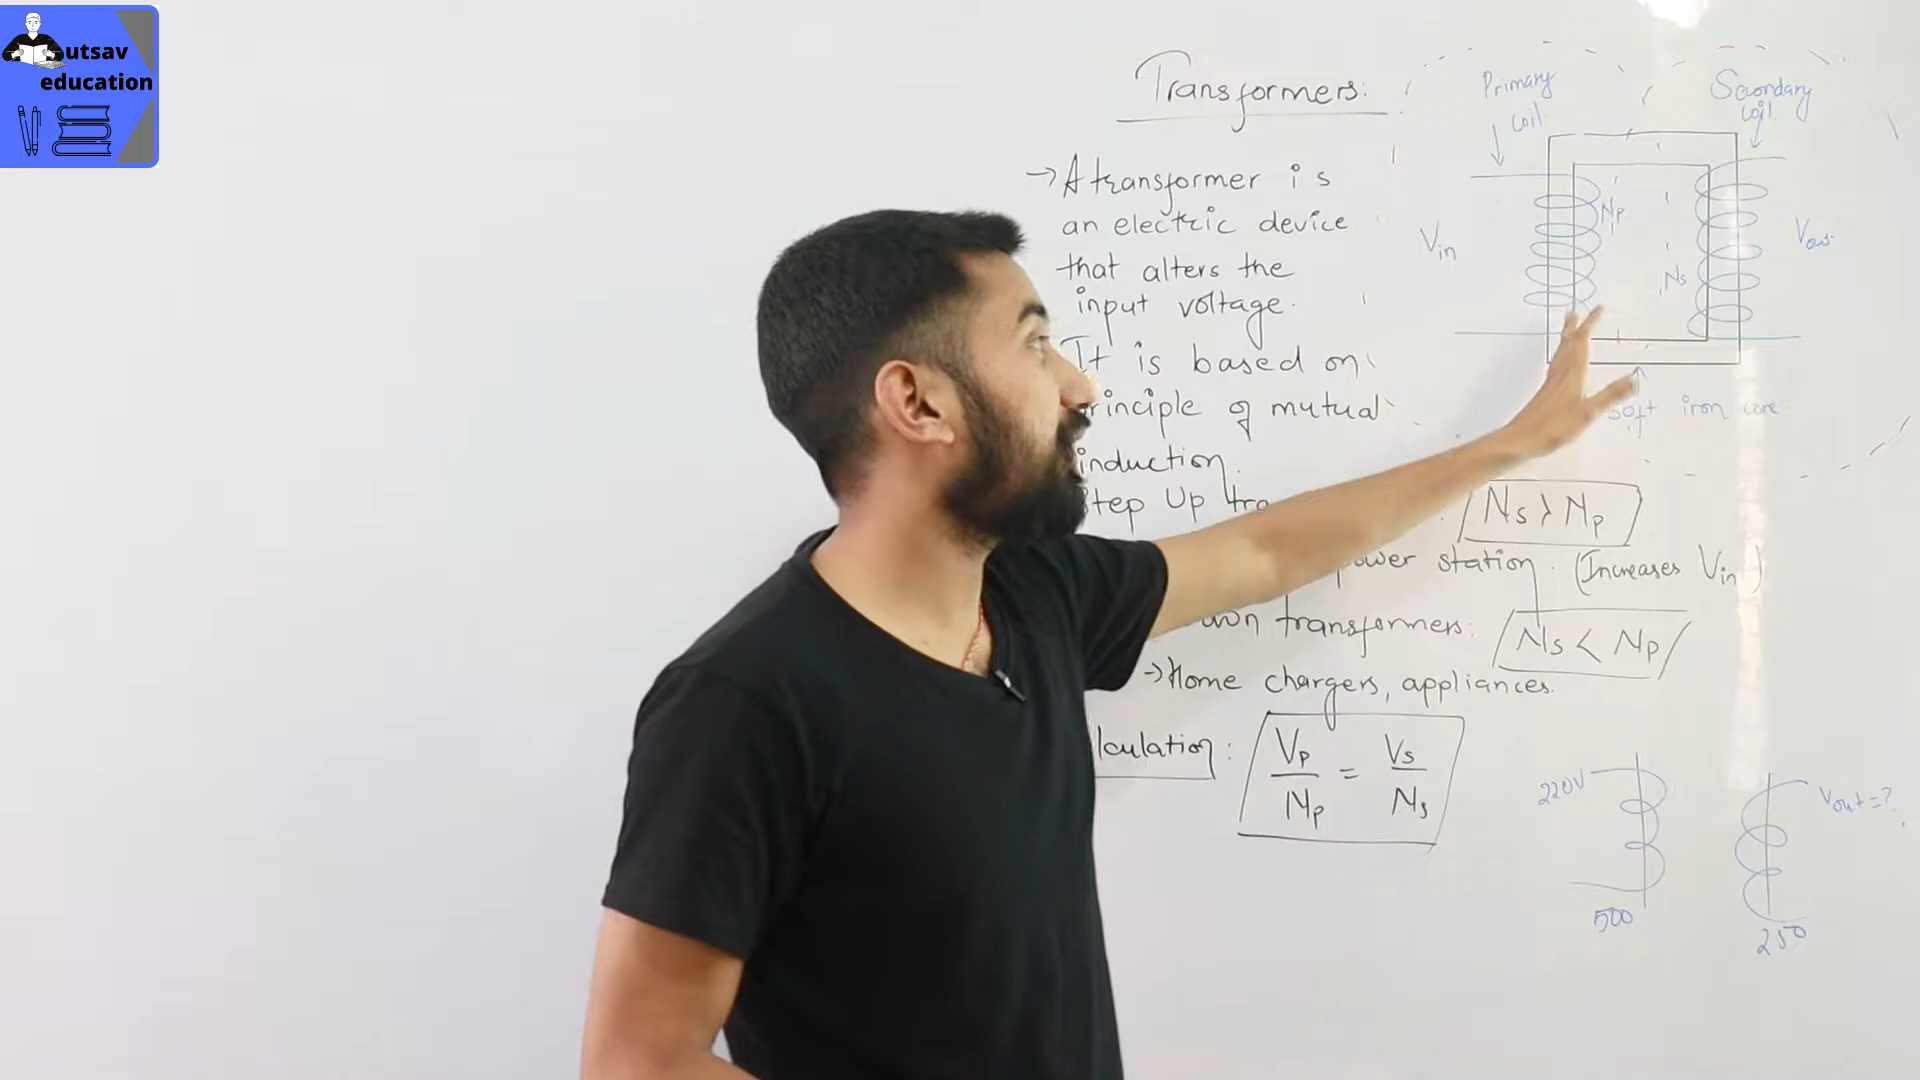 utsav
education
Transformers:
→ A transformer is
an electric device
that alters the
input voltage.
It is based on
principle of mutual
induction.
Step Up tra
Ns > Np
power station. (Increases Vin)
own transformers:
Ns < Np
→ Home chargers, appliances.
lculation:
Vp/Np = Vs/Ns
Primary
coil
Secondary
coil
Vin
Np
Ns
Vout
Soft iron core
220V
Vout=?
500
250